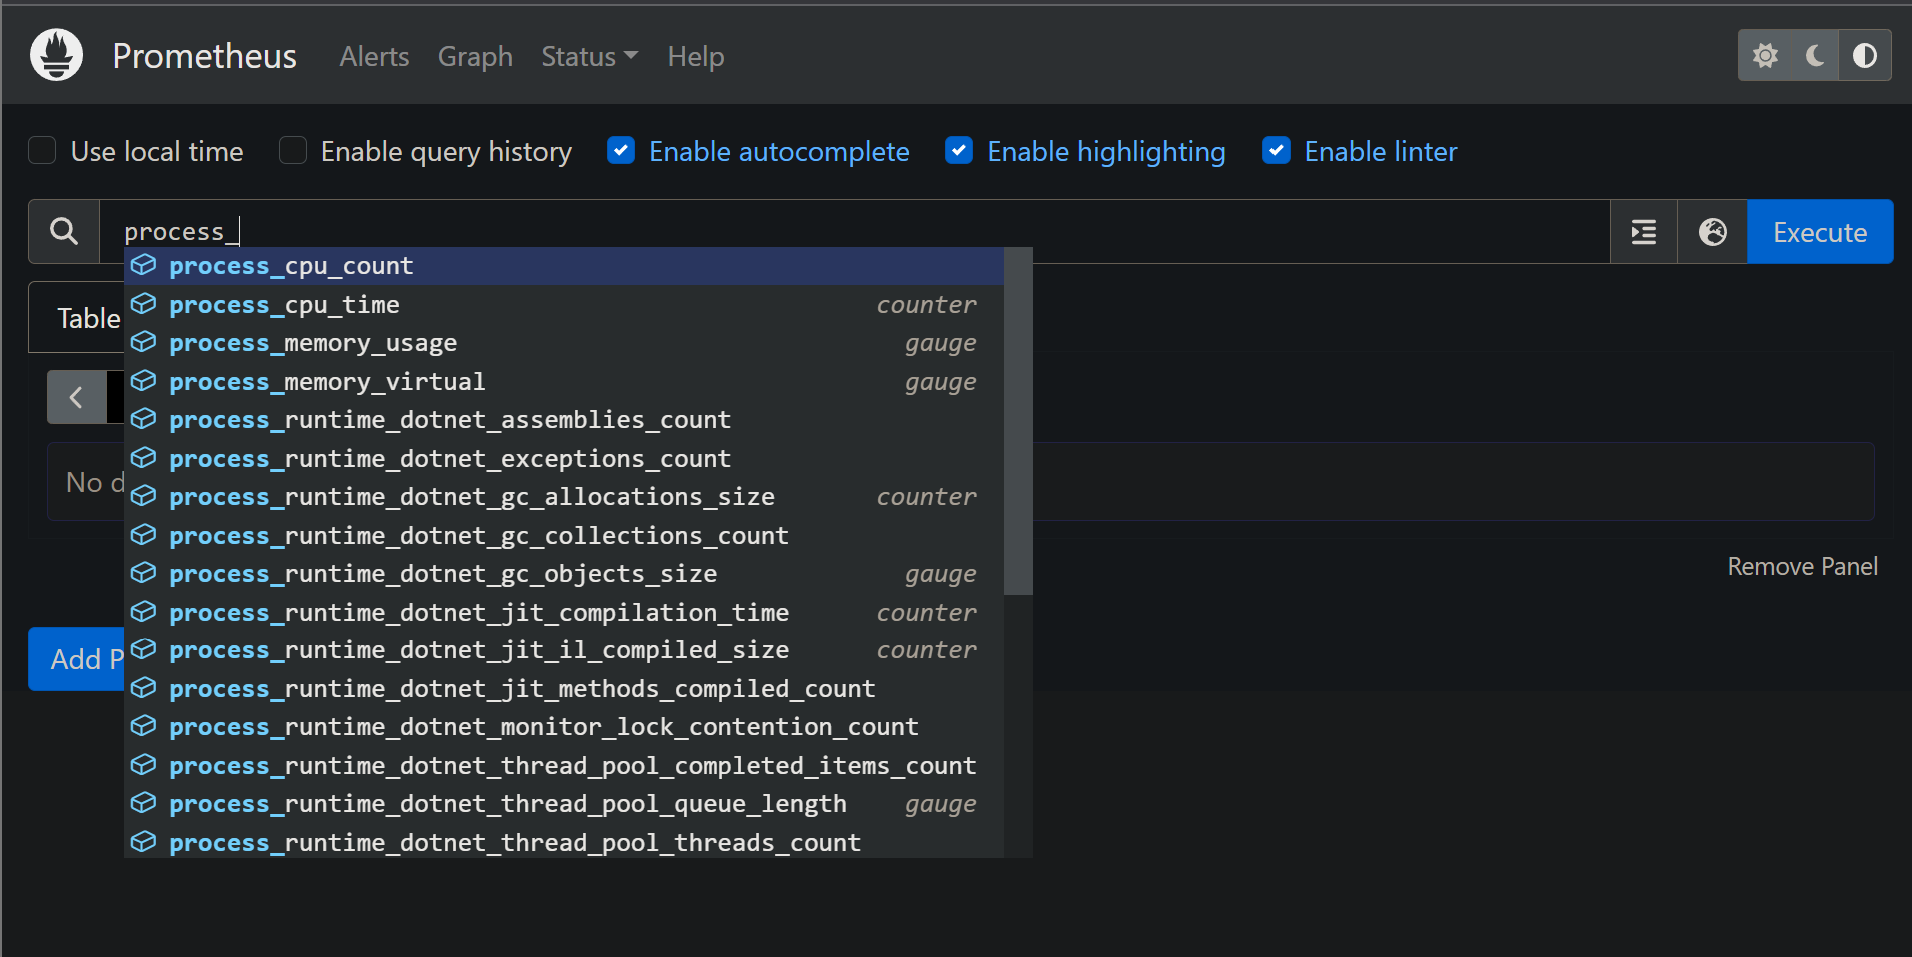 Prometheus Alerts Graph Status Help
Use local time Enable query history Enable autocomplete Enable highlighting Enable linter
process_ Execute
process_cpu_count
process_cpu_time counter
process_memory_usage gauge
process_memory_virtual gauge
process_runtime_dotnet_assemblies_count
process_runtime_dotnet_exceptions_count
process_runtime_dotnet_gc_allocations_size counter
process_runtime_dotnet_gc_collections_count
process_runtime_dotnet_gc_objects_size gauge
process_runtime_dotnet_jit_compilation_time counter
process_runtime_dotnet_jit_il_compiled_size counter
process_runtime_dotnet_jit_methods_compiled_count
process_runtime_dotnet_monitor_lock_contention_count
process_runtime_dotnet_thread_pool_completed_items_count
process_runtime_dotnet_thread_pool_queue_length gauge
process_runtime_dotnet_thread_pool_threads_count
Table
No d
Remove Panel
Add P